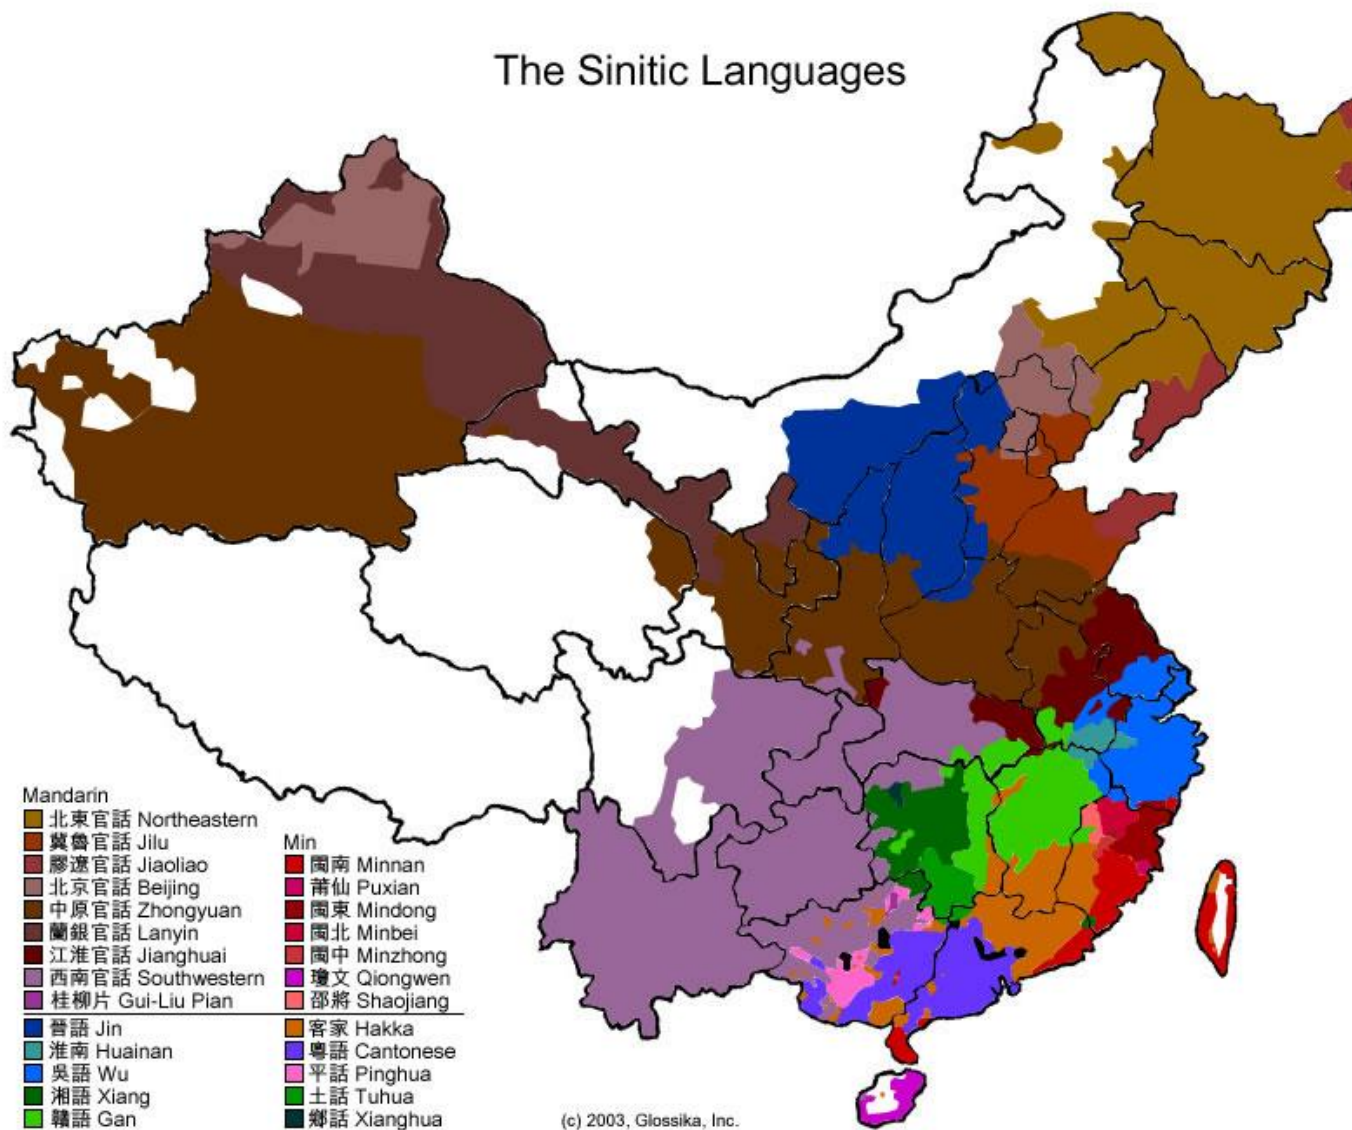 The Sinitic Languages
Mandarin
北東官話 Northeastern
冀魯官話 Jilu
膠遼官話 Jiaoliao
北京官話 Beijing
中原官話 Zhongyuan
蘭銀官話 Lanyin
江淮官話 Jianghuai
西南官話 Southwestern
桂柳片 Gui-Liu Pian
晉語 Jin
淮南 Huainan
吳語 Wu
湘語 Xiang
贛語 Gan
Min
閩南 Minnan
莆仙 Puxian
閩東 Mindong
閩北 Minbei
閩中 Minzhong
瓊文 Qiongwen
邵將 Shaojiang
客家 Hakka
粵語 Cantonese
平話 Pinghua
土話 Tuhua
鄉話 Xianghua
(c) 2003, Glossika, Inc.